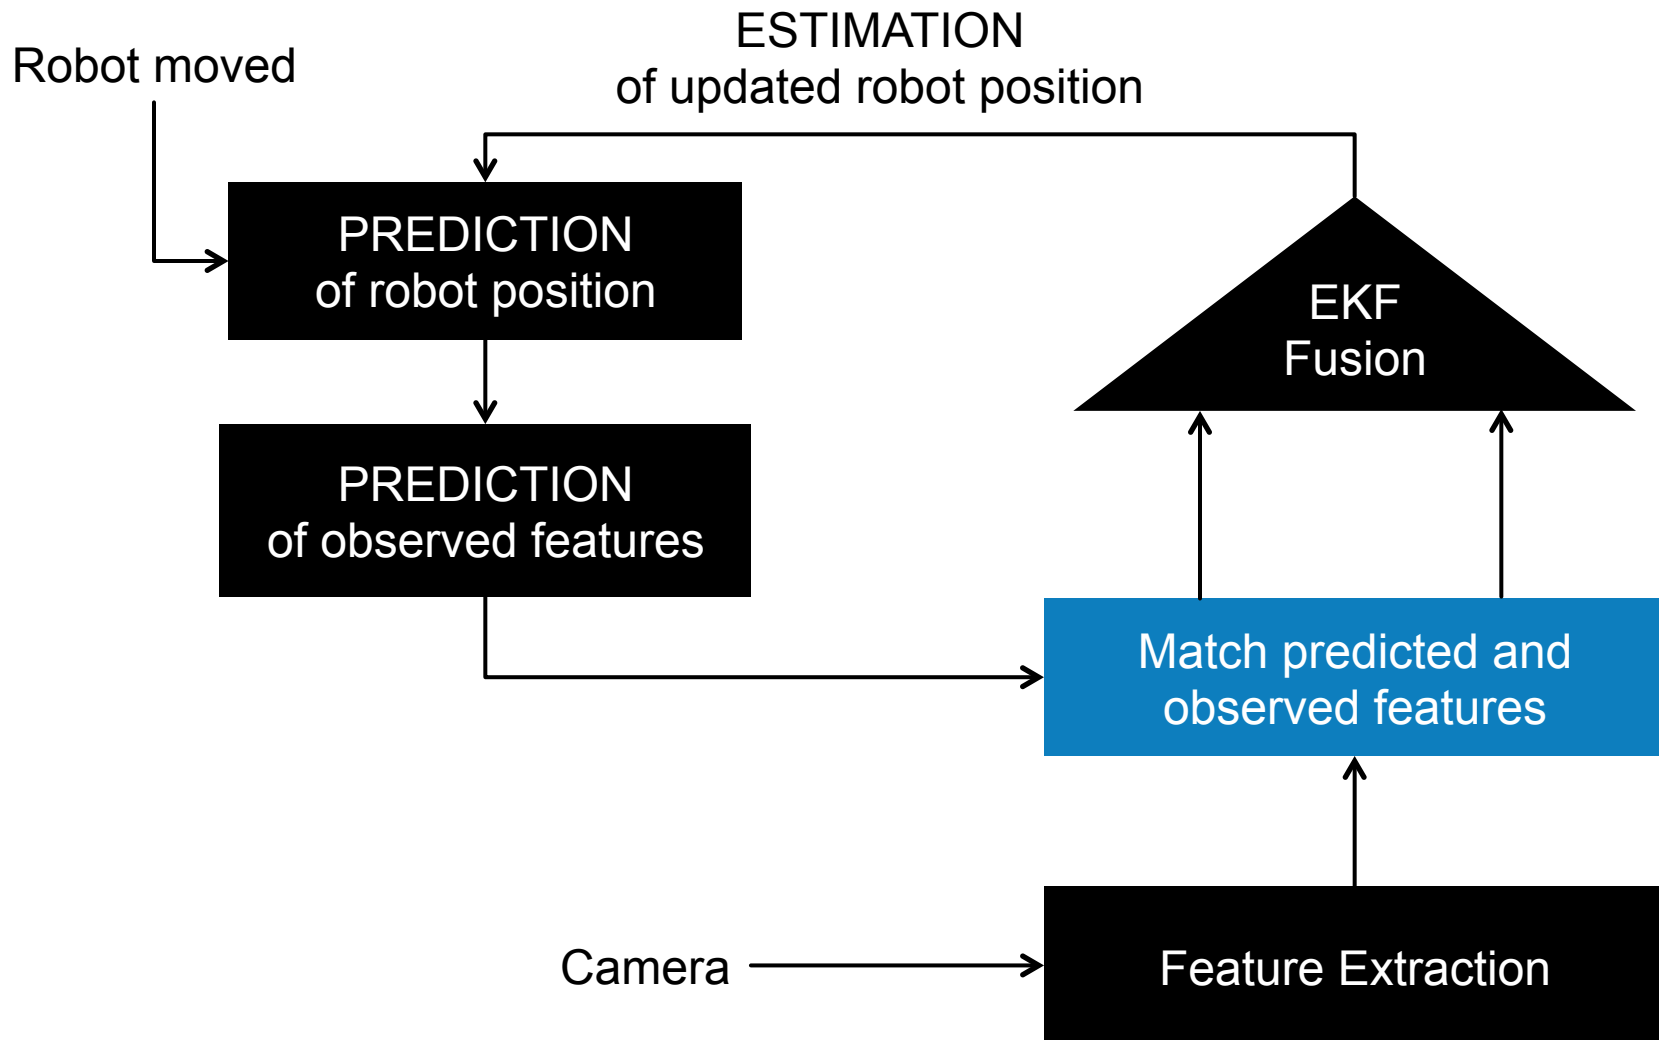 ESTIMATION
of updated robot position
Robot moved
PREDICTION
of robot position
EKF
Fusion
PREDICTION
of observed features
Match predicted and
observed features
Camera
Feature Extraction